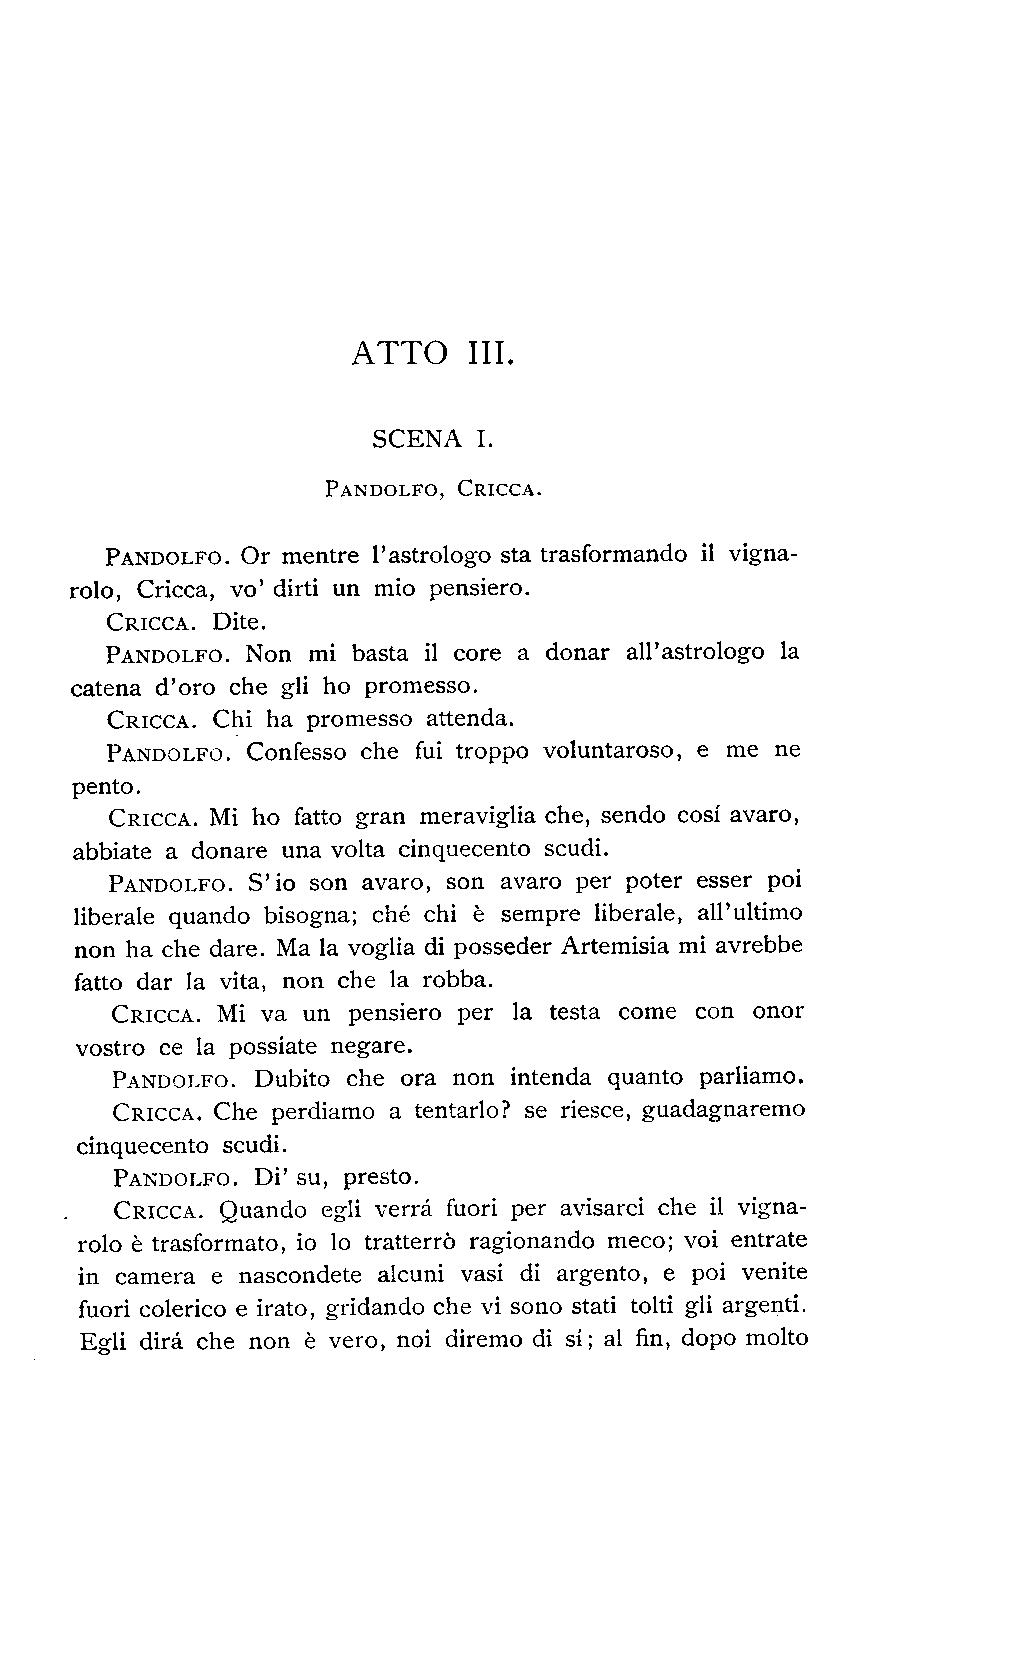 ATTO III.
SCENA I.
PANDOLFO, CRICCA.
PANDOLFO. Or mentre l'astrologo sta trasformando il vigna-
rolo, Cricca, vo' dirti un mio pensiero.
CRICCA. Dite.
PANDOLFO. Non mi basta il core a donar all'astrologo la
catena d'oro che gli ho promesso.
CRICCA. Chi ha promesso attenda.
PANDOLFO. Confesso che fui troppo voluntaroso, e me ne
pento.
CRICCA. Mi ho fatto gran meraviglia che, sendo cosí avaro,
abbiate a donare una volta cinquecento scudi.
PANDOLFO. S'io son avaro, son avaro per poter esser poi
liberale quando bisogna; ché chi è sempre liberale, all'ultimo
non ha che dare. Ma la voglia di posseder Artemisia mi avrebbe
fatto dar la vita, non che la robba.
CRICCA. Mi va un pensiero per la testa come con onor
vostro ce la possiate negare.
PANDOLFO. Dubito che ora non intenda quanto parliamo.
CRICCA. Che perdiamo a tentarlo? se riesce, guadagnaremo
cinquecento scudi.
PANDOLFO. Di' su, presto.
CRICCA. Quando egli verrá fuori per avisarci che il vigna-
rolo è trasformato, io lo tratterrò ragionando meco; voi entrate
in camera e nascondete alcuni vasi di argento, e poi venite
fuori colerico e irato, gridando che vi sono stati tolti gli argenti.
Egli dirá che non è vero, noi diremo di sí; al fin, dopo molto